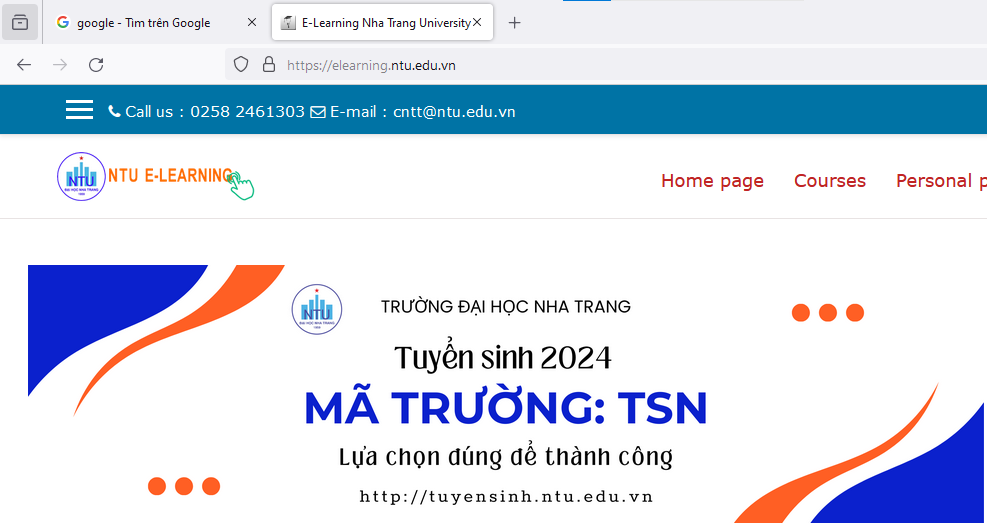 google - Tìm trên Google
E-Learning Nha Trang University
https://elearning.ntu.edu.vn
Call us : 0258 2461303 E-mail : cntt@ntu.edu.vn
NTU
ĐẠI HỌC NHA TRANG
1959
NTU E-LEARNING
Home page Courses Personal p
NTU
ĐẠI HỌC NHA TRANG
1959
TRƯỜNG ĐẠI HỌC NHA TRANG
Tuyển sinh 2024
MÃ TRƯỜNG: TSN
Lựa chọn đúng để thành công
http://tuyensinh.ntu.edu.vn